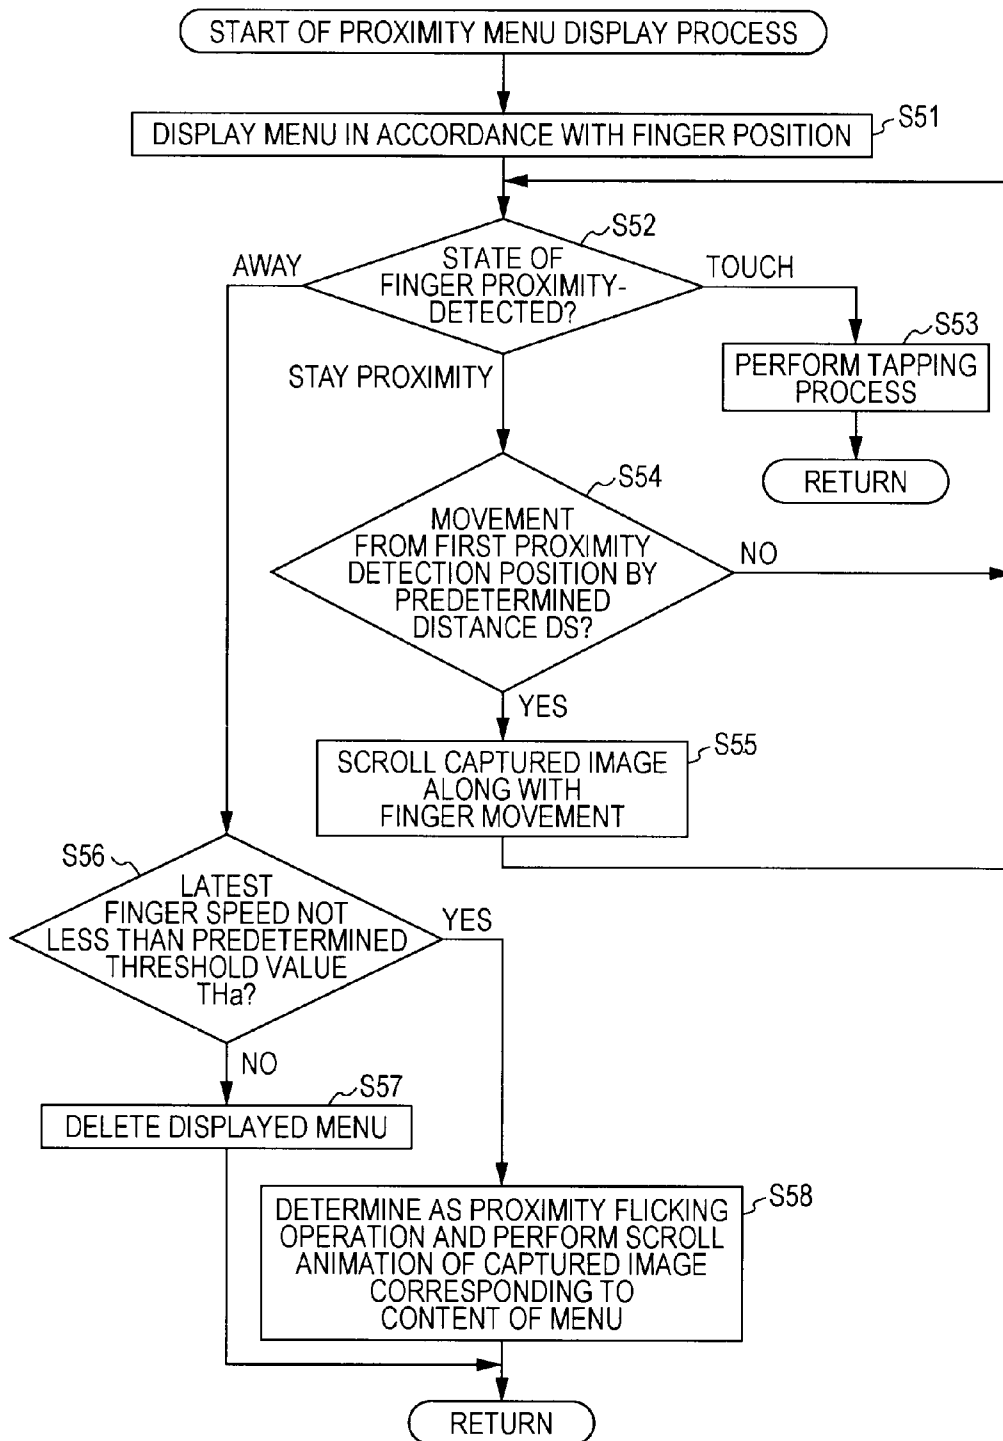 START OF PROXIMITY MENU DISPLAY PROCESS
S51
DISPLAY MENU IN ACCORDANCE WITH FINGER POSITION
S52
STATE OF
FINGER PROXIMITY-
DETECTED?
AWAY
TOUCH
STAY PROXIMITY
S53
PERFORM TAPPING
PROCESS
RETURN
S54
MOVEMENT
FROM FIRST PROXIMITY
DETECTION POSITION BY
PREDETERMINED
DISTANCE DS?
NO
YES
S55
SCROLL CAPTURED IMAGE
ALONG WITH
FINGER MOVEMENT
S56
LATEST
FINGER SPEED NOT
LESS THAN PREDETERMINED
THRESHOLD VALUE
THa?
YES
NO
S57
DELETE DISPLAYED MENU
S58
DETERMINE AS PROXIMITY FLICKING
OPERATION AND PERFORM SCROLL
ANIMATION OF CAPTURED IMAGE
CORRESPONDING TO
CONTENT OF MENU
RETURN